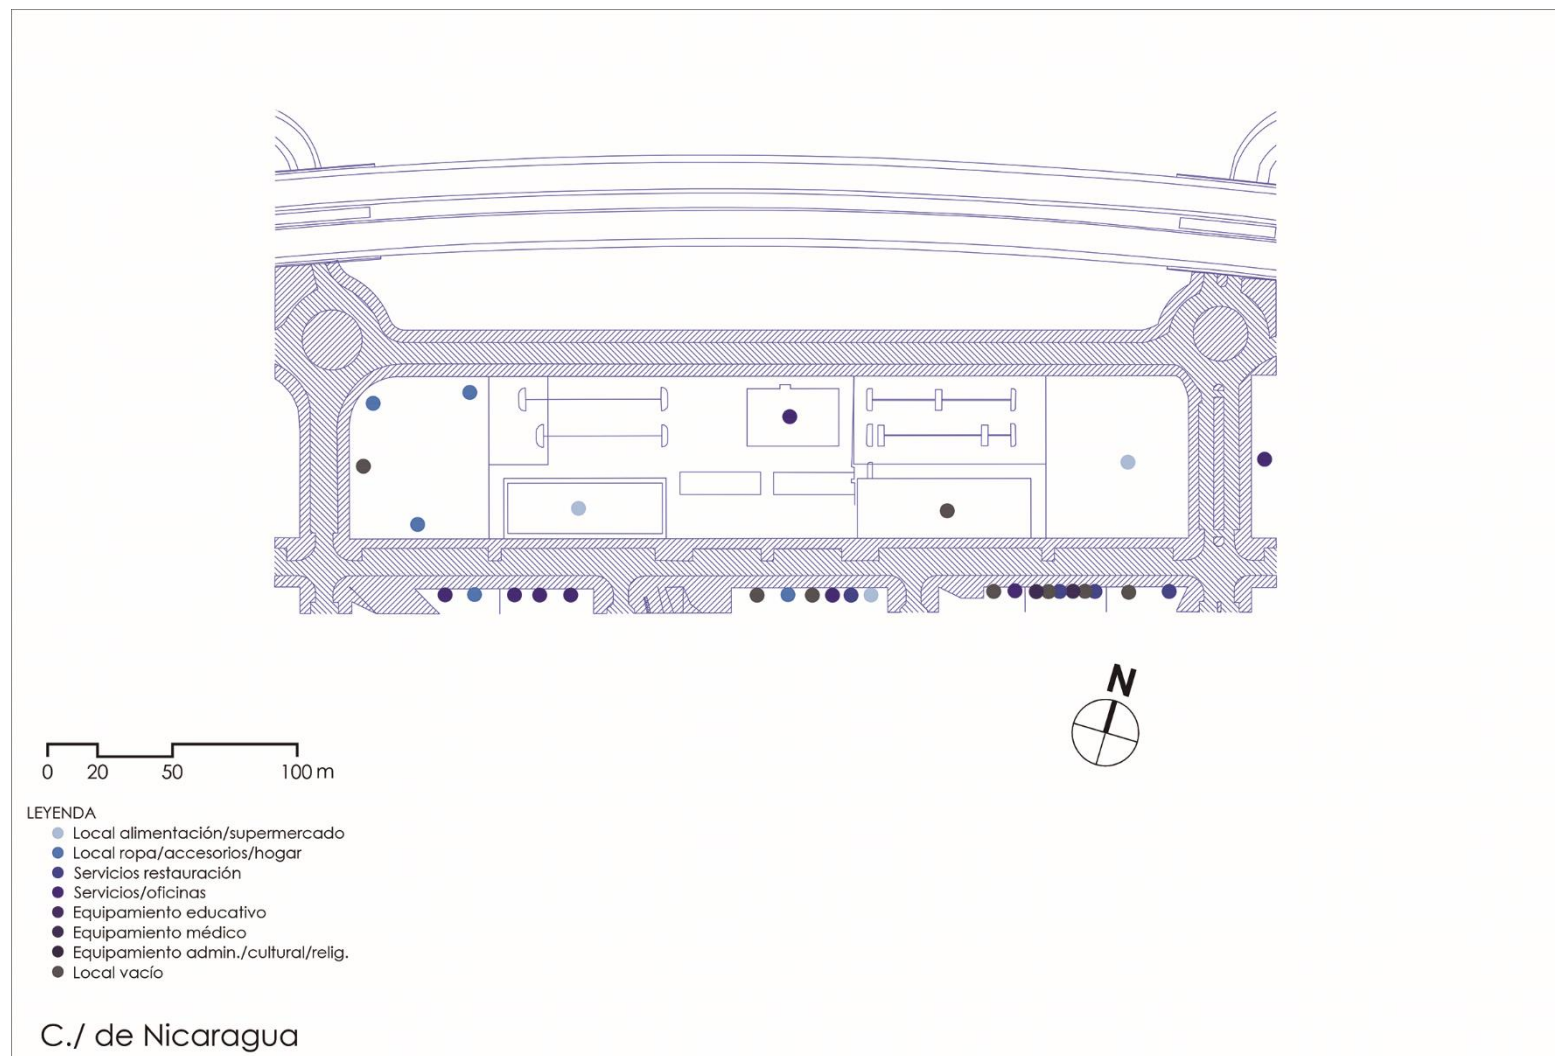 N
0 20 50 100 m
LEYENDA
Local alimentación/supermercado
Local ropa/accesorios/hogar
Servicios restauración
Servicios/oficinas
Equipamiento educativo
Equipamiento médico
Equipamiento admin./cultural/relig.
Local vacío
C./ de Nicaragua